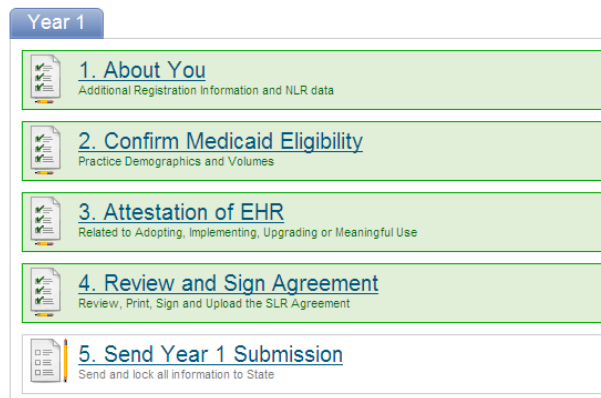 Year 1
1. About You
Additional Registration Information and NLR data
2. Confirm Medicaid Eligibility
Practice Demographics and Volumes
3. Attestation of EHR
Related to Adopting, Implementing, Upgrading or Meaningful Use
4. Review and Sign Agreement
Review, Print, Sign and Upload the SLR Agreement
5. Send Year 1 Submission
Send and lock all information to State